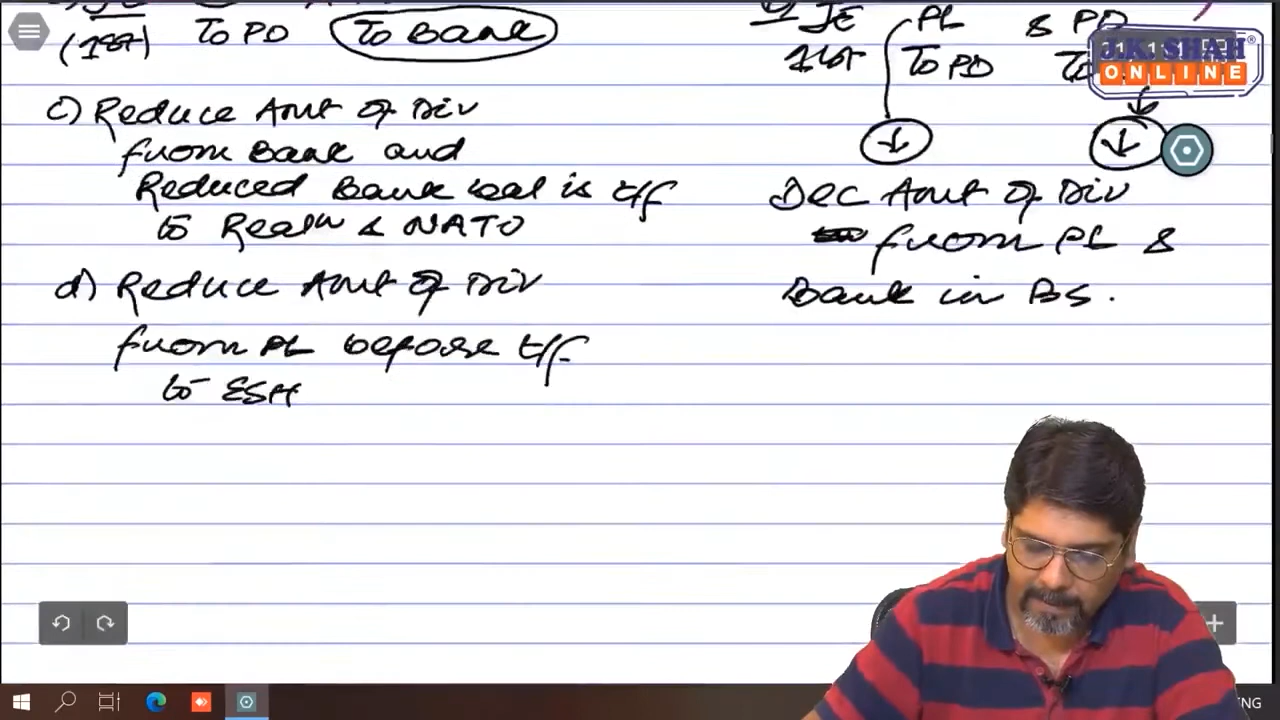 (1st) To PD To Bank
JE PL & PD
1st To PD To
J.K. SHAH®
ONLINE
c) Reduce Amt of Div
from Bank and
Reduced Bank bal is t/f
to Realn & NATO
d) Reduce Amt of Div
from PL before t/f
to ESH
Dec Amt of Div
from PL &
Bank in BS.
ENG